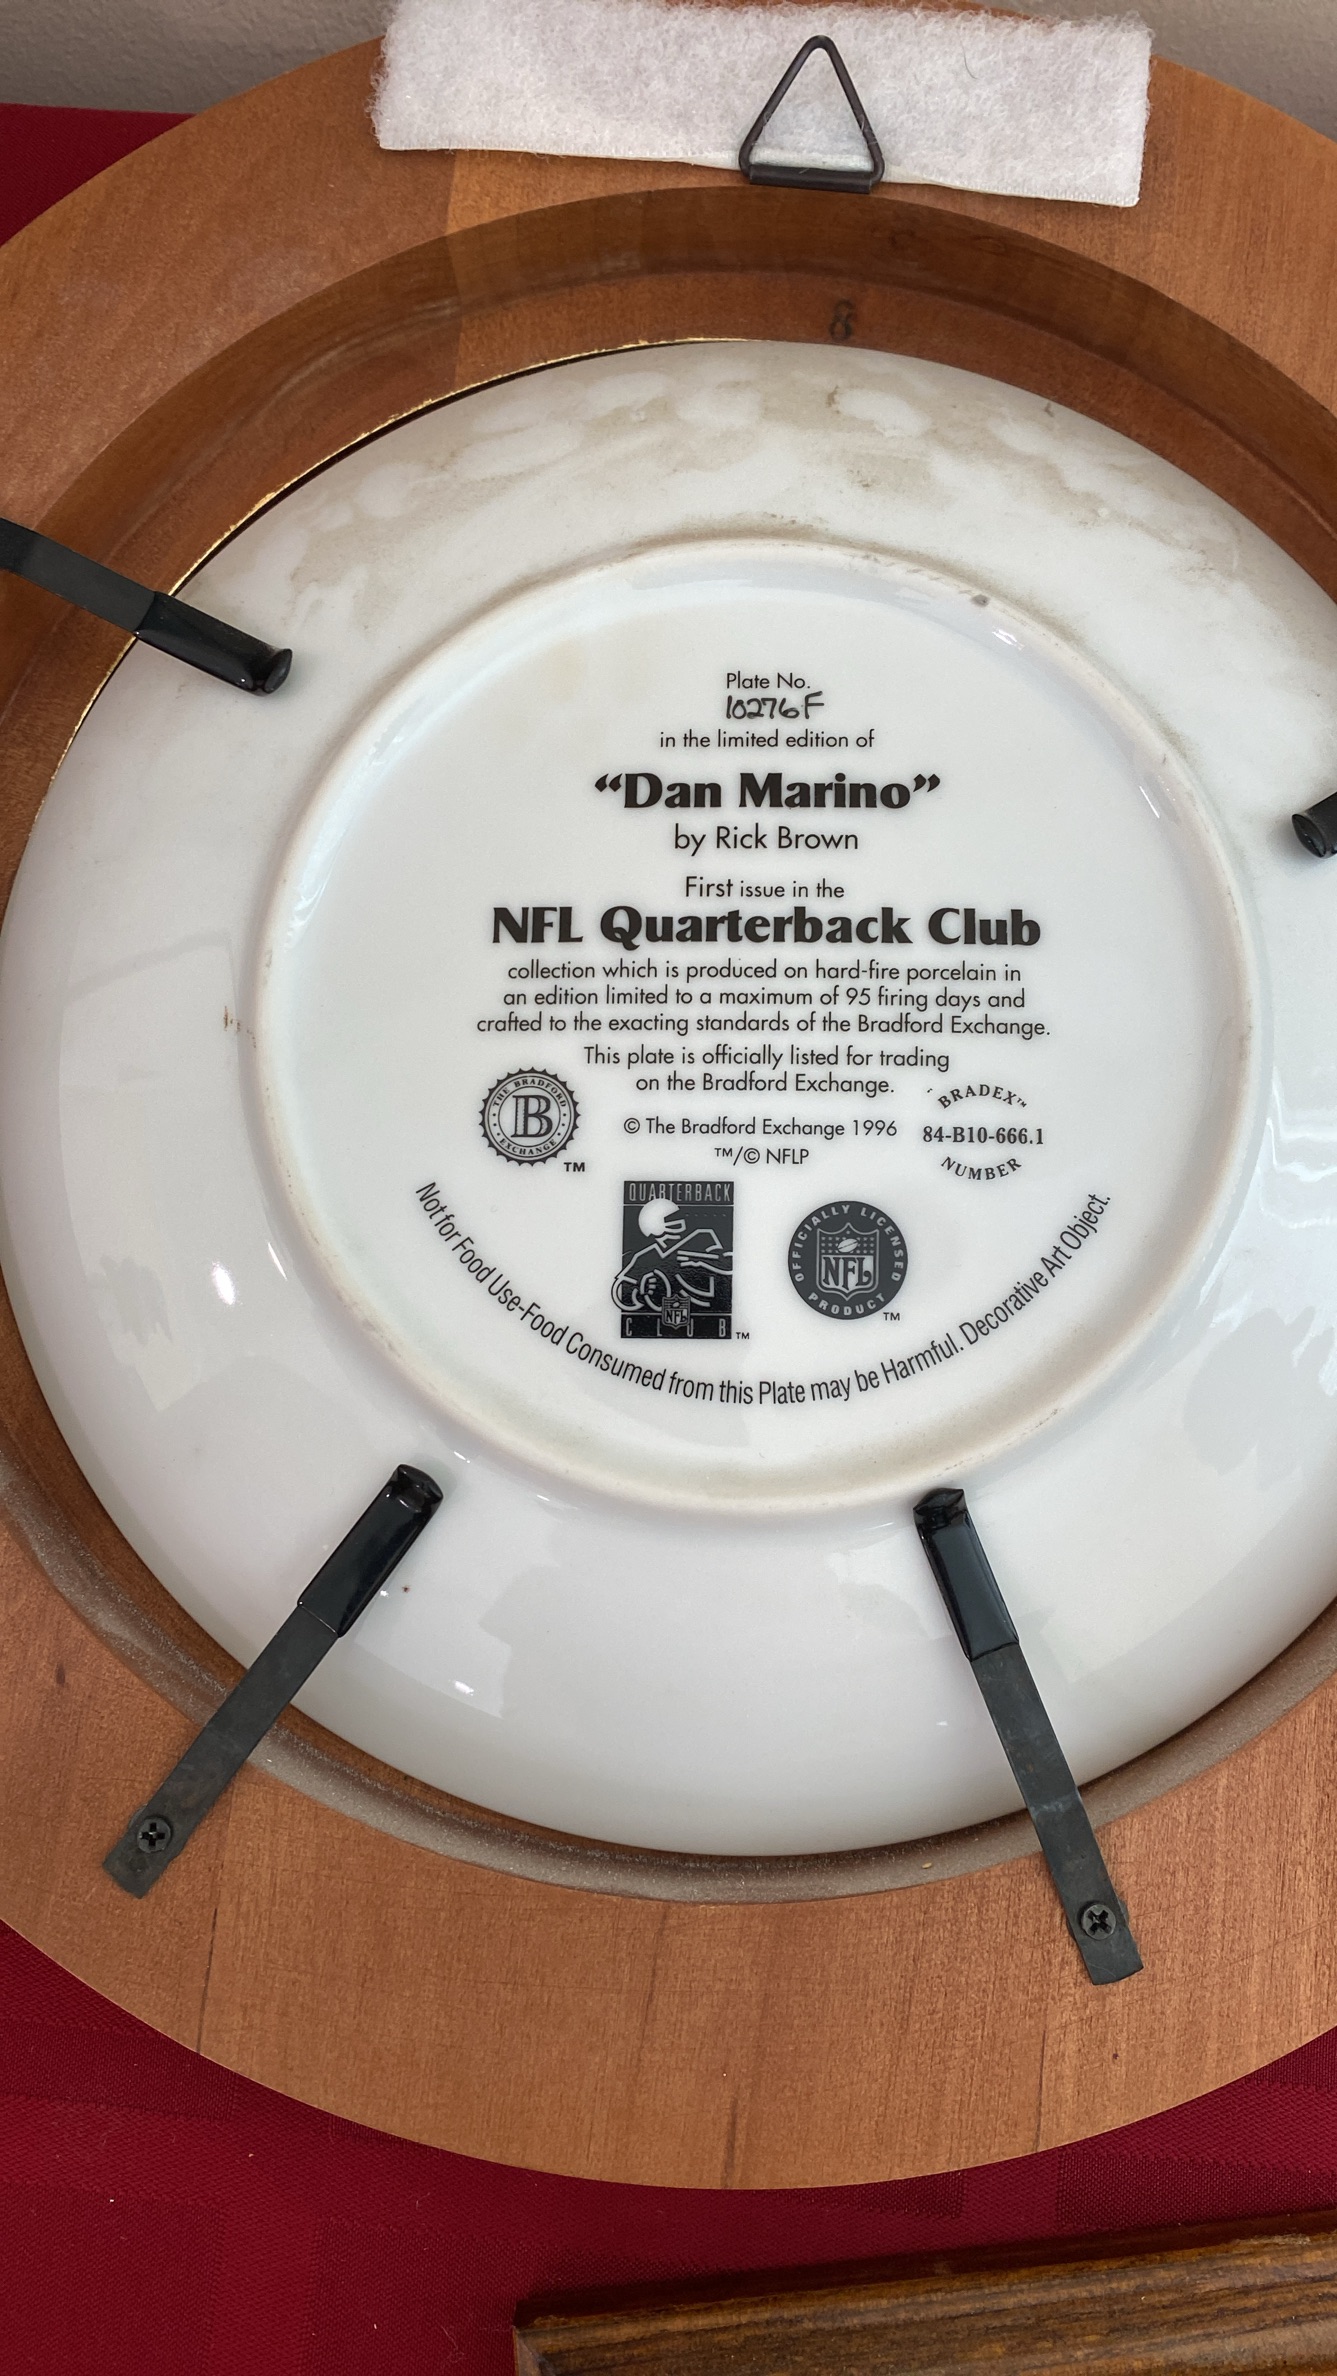 8
Plate No.
10276F
in the limited edition of
“Dan Marino”
by Rick Brown
First issue in the
NFL Quarterback Club
collection which is produced on hard-fire porcelain in
an edition limited to a maximum of 95 firing days and
crafted to the exacting standards of the Bradford Exchange.
This plate is officially listed for trading
on the Bradford Exchange.
THE BRADFORD
B
EXCHANGE
™
© The Bradford Exchange 1996
™/© NFLP
BRADEX™
84-B10-666.1
NUMBER
QUARTERBACK
NFL
CLUB™
OFFICIALLY LICENSED
NFL
PRODUCT
™
Not for Food Use-Food Consumed from this Plate may be Harmful. Decorative Art Object.